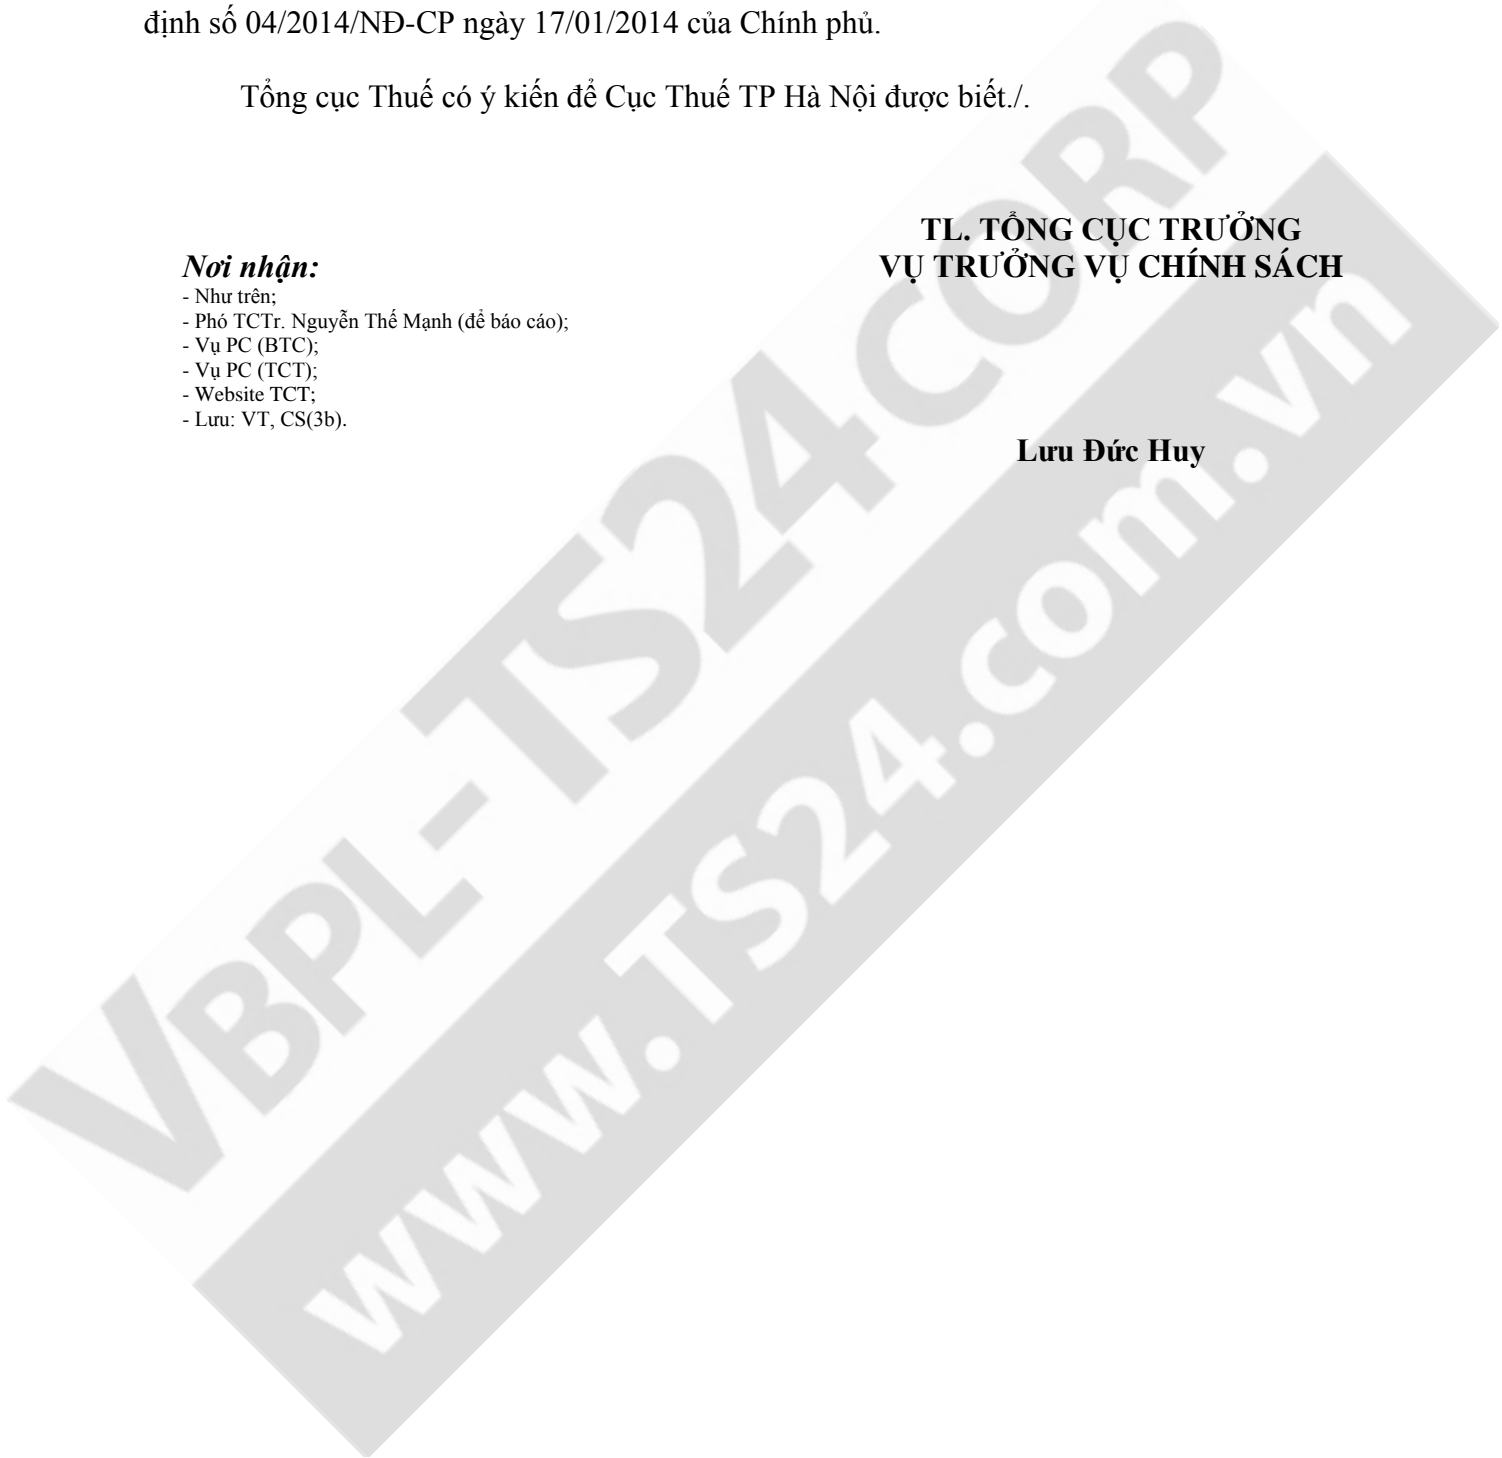 định số 04/2014/NĐ-CP ngày 17/01/2014 của Chính phủ.
Tổng cục Thuế có ý kiến để Cục Thuế TP Hà Nội được biết./.
Nơi nhận:
- Như trên;
- Phó TCTr. Nguyễn Thế Mạnh (để báo cáo);
- Vụ PC (BTC);
- Vụ PC (TCT);
- Website TCT;
- Lưu: VT, CS(3b).
TL. TỔNG CỤC TRƯỞNG
VỤ TRƯỞNG VỤ CHÍNH SÁCH
Lưu Đức Huy
VBPL-TS24CORP
www.TS24.com.vn